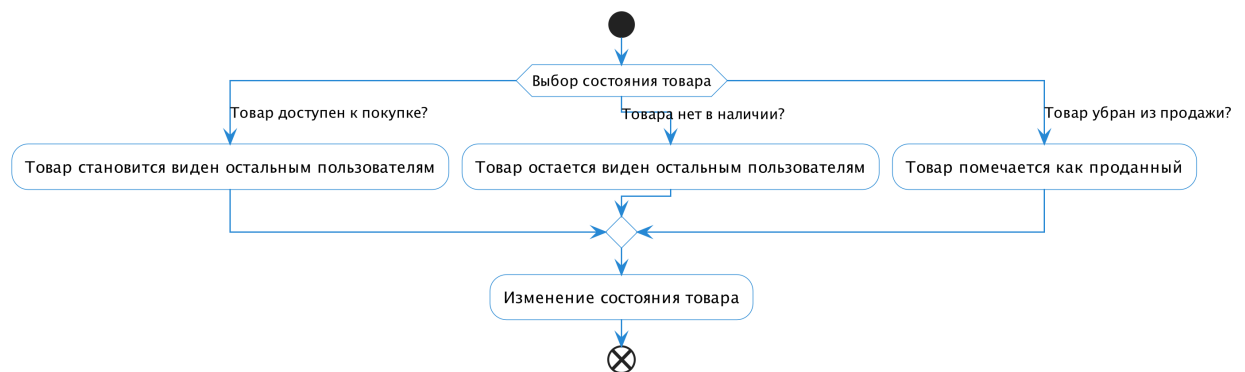 Выбор состояния товара
Товар доступен к покупке?
Товара нет в наличии?
Товар убран из продажи?
Товар становится виден остальным пользователям
Товар остается виден остальным пользователям
Товар помечается как проданный
Изменение состояния товара